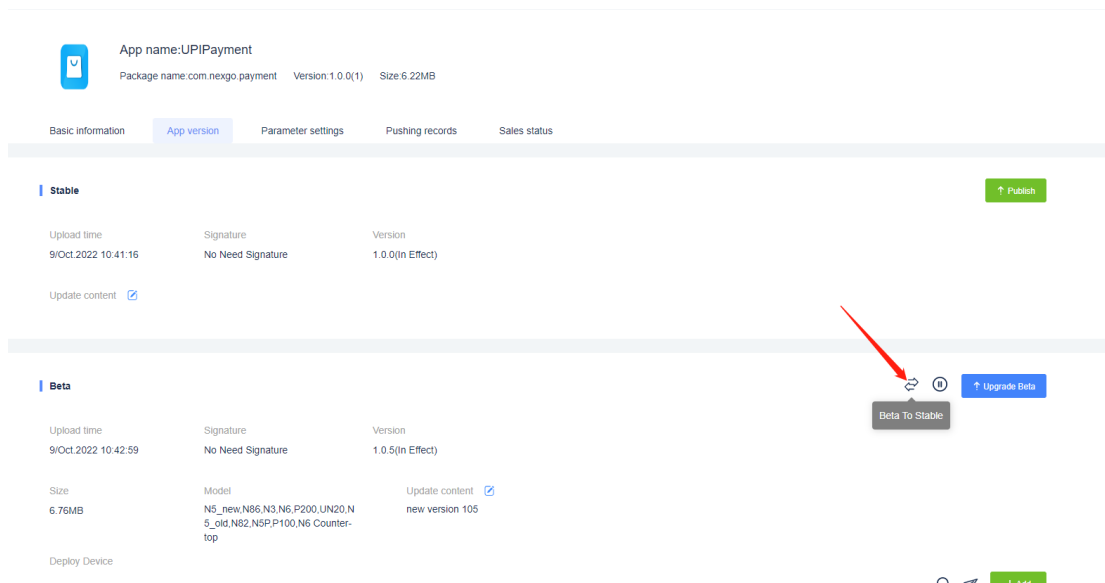 App name:UPIPayment
Package name:com.nexgo.payment Version:1.0.0(1) Size:6.22MB
Basic information App version Parameter settings Pushing records Sales status
Stable
Publish
Upload time Signature Version
9/Oct.2022 10:41:16 No Need Signature 1.0.0(In Effect)
Update content
Beta
Upgrade Beta
Beta To Stable
Upload time Signature Version
9/Oct.2022 10:42:59 No Need Signature 1.0.5(In Effect)
Size Model Update content
6.76MB N5_new,N86,N3,N6,P200,UN20,N new version 105
5_old,N82,N5P,P100,N6 Counter-
top
Deploy Device